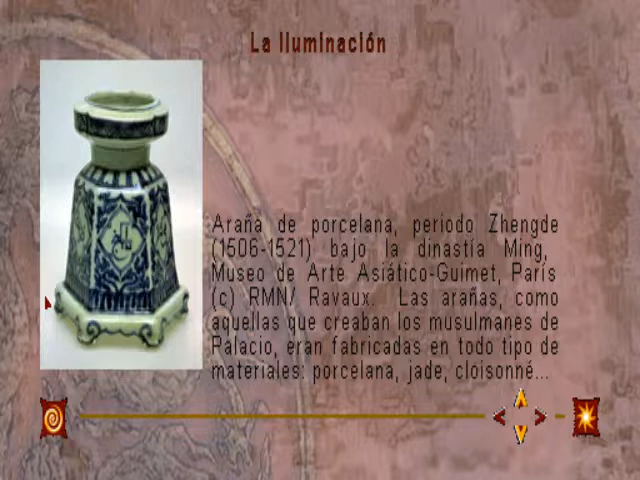 La iluminación
Araña de porcelana, periodo Zhengde
(1506-1521) bajo la dinastía Ming,
Museo de Arte Asiático-Guimet, París
(c) RMN/ Ravaux. Las arañas, como
aquellas que creaban los musulmanes de
Palacio, eran fabricadas en todo tipo de
materiales: porcelana, jade, cloisonné...